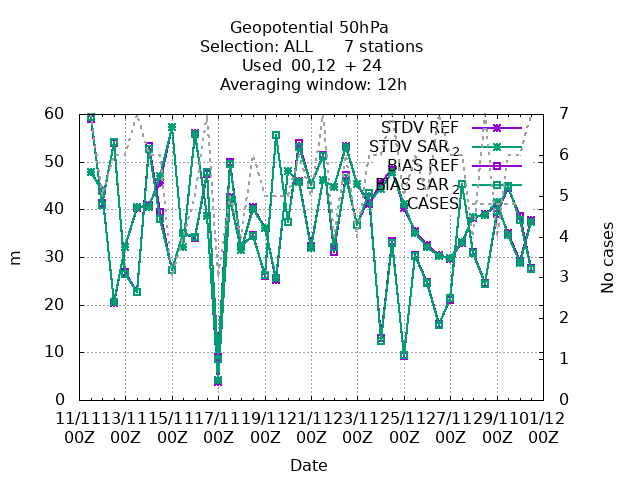 Geopotential 50hPa
Selection: ALL 7 stations
Used 00,12 + 24
Averaging window: 12h
60
50
40
30
20
10
0
m
7
6
5
4
3
2
1
0
No cases
STDV REF
STDV SAR_2
BIAS REF
BIAS SAR_2
CASES
11/11 13/11 15/11 17/11 19/11 21/11 23/11 25/11 27/11 29/11 01/12
00Z 00Z 00Z 00Z 00Z 00Z 00Z 00Z 00Z 00Z 00Z
Date